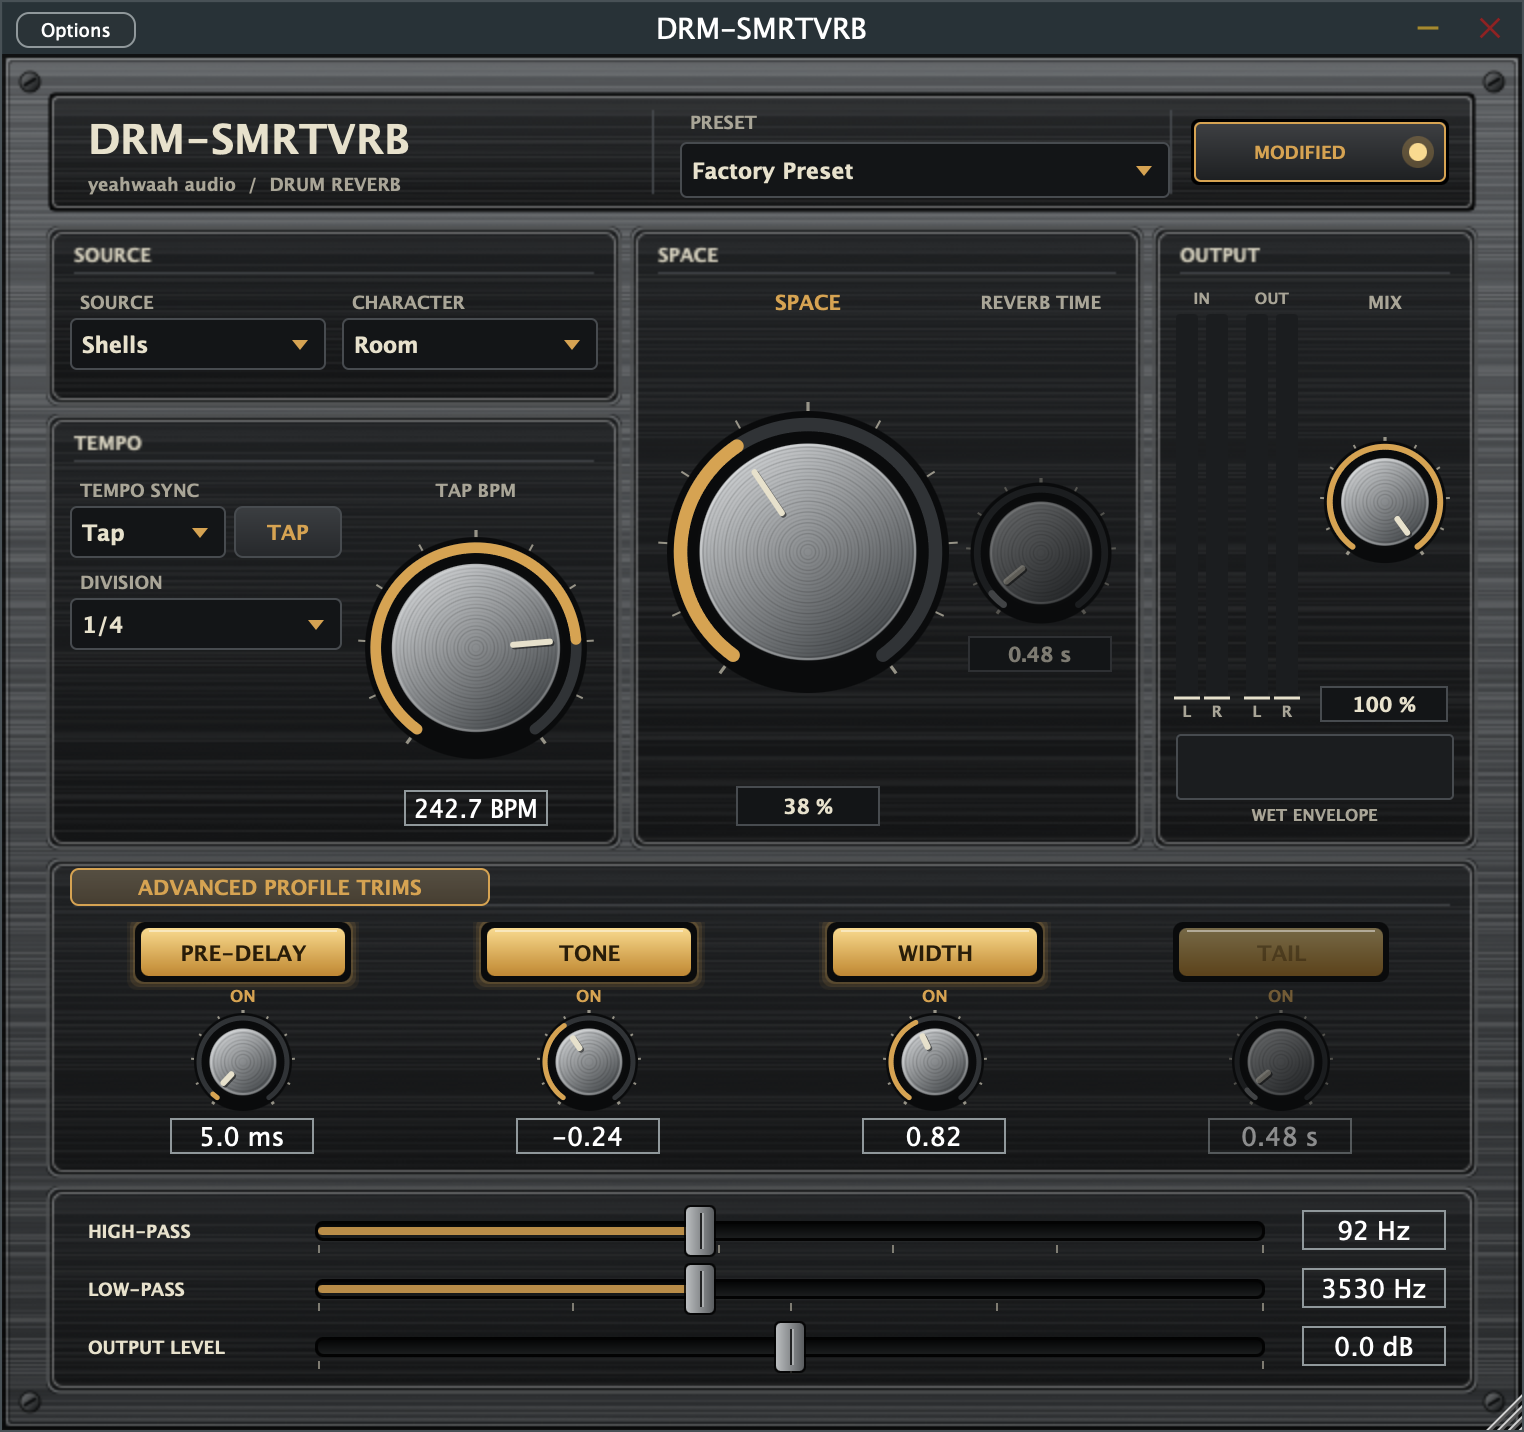 Options
DRM-SMRTVRB
DRM-SMRTVRB
yeahwaah audio / DRUM REVERB
PRESET
Factory Preset
MODIFIED
SOURCE
SOURCE
CHARACTER
Shells
Room
TEMPO
TEMPO SYNC
TAP BPM
Tap
TAP
DIVISION
1/4
242.7 BPM
SPACE
SPACE
REVERB TIME
0.48 s
38 %
OUTPUT
IN
OUT
MIX
L R L R
100 %
WET ENVELOPE
ADVANCED PROFILE TRIMS
PRE-DELAY
TONE
WIDTH
TAIL
ON
ON
ON
ON
5.0 ms
-0.24
0.82
0.48 s
HIGH-PASS
92 Hz
LOW-PASS
3530 Hz
OUTPUT LEVEL
0.0 dB